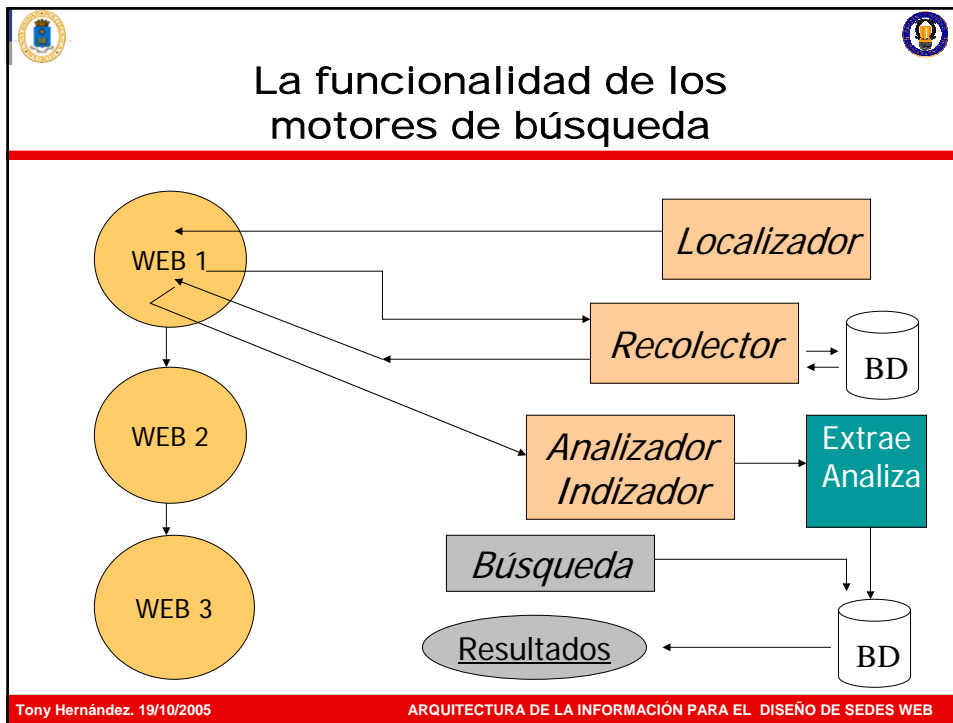 La funcionalidad de los
motores de búsqueda
WEB 1
Localizador
Recolector
BD
WEB 2
Analizador
Indizador
Extrae
Analiza
Búsqueda
WEB 3
Resultados
BD
Tony Hernández. 19/10/2005
ARQUITECTURA DE LA INFORMACIÓN PARA EL DISEÑO DE SEDES WEB